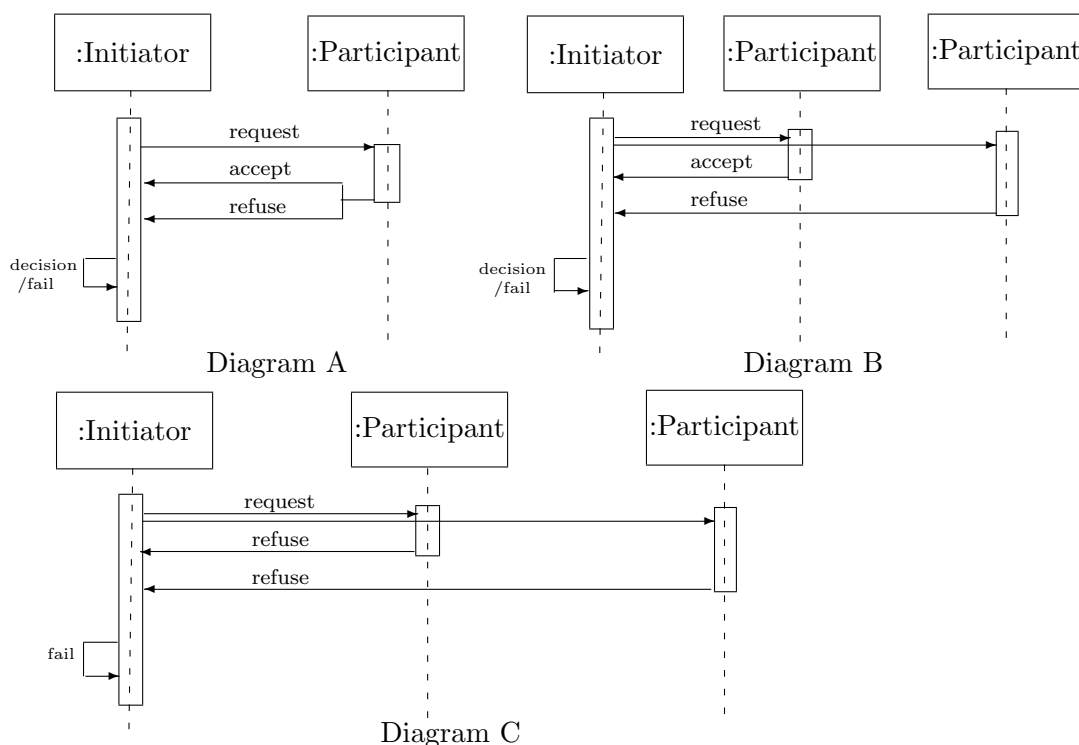 :Initiator
:Participant
request
accept
refuse
decision
/fail
Diagram A
:Initiator
:Participant
:Participant
request
accept
refuse
decision
/fail
Diagram B
:Initiator
:Participant
:Participant
request
refuse
refuse
fail
Diagram C